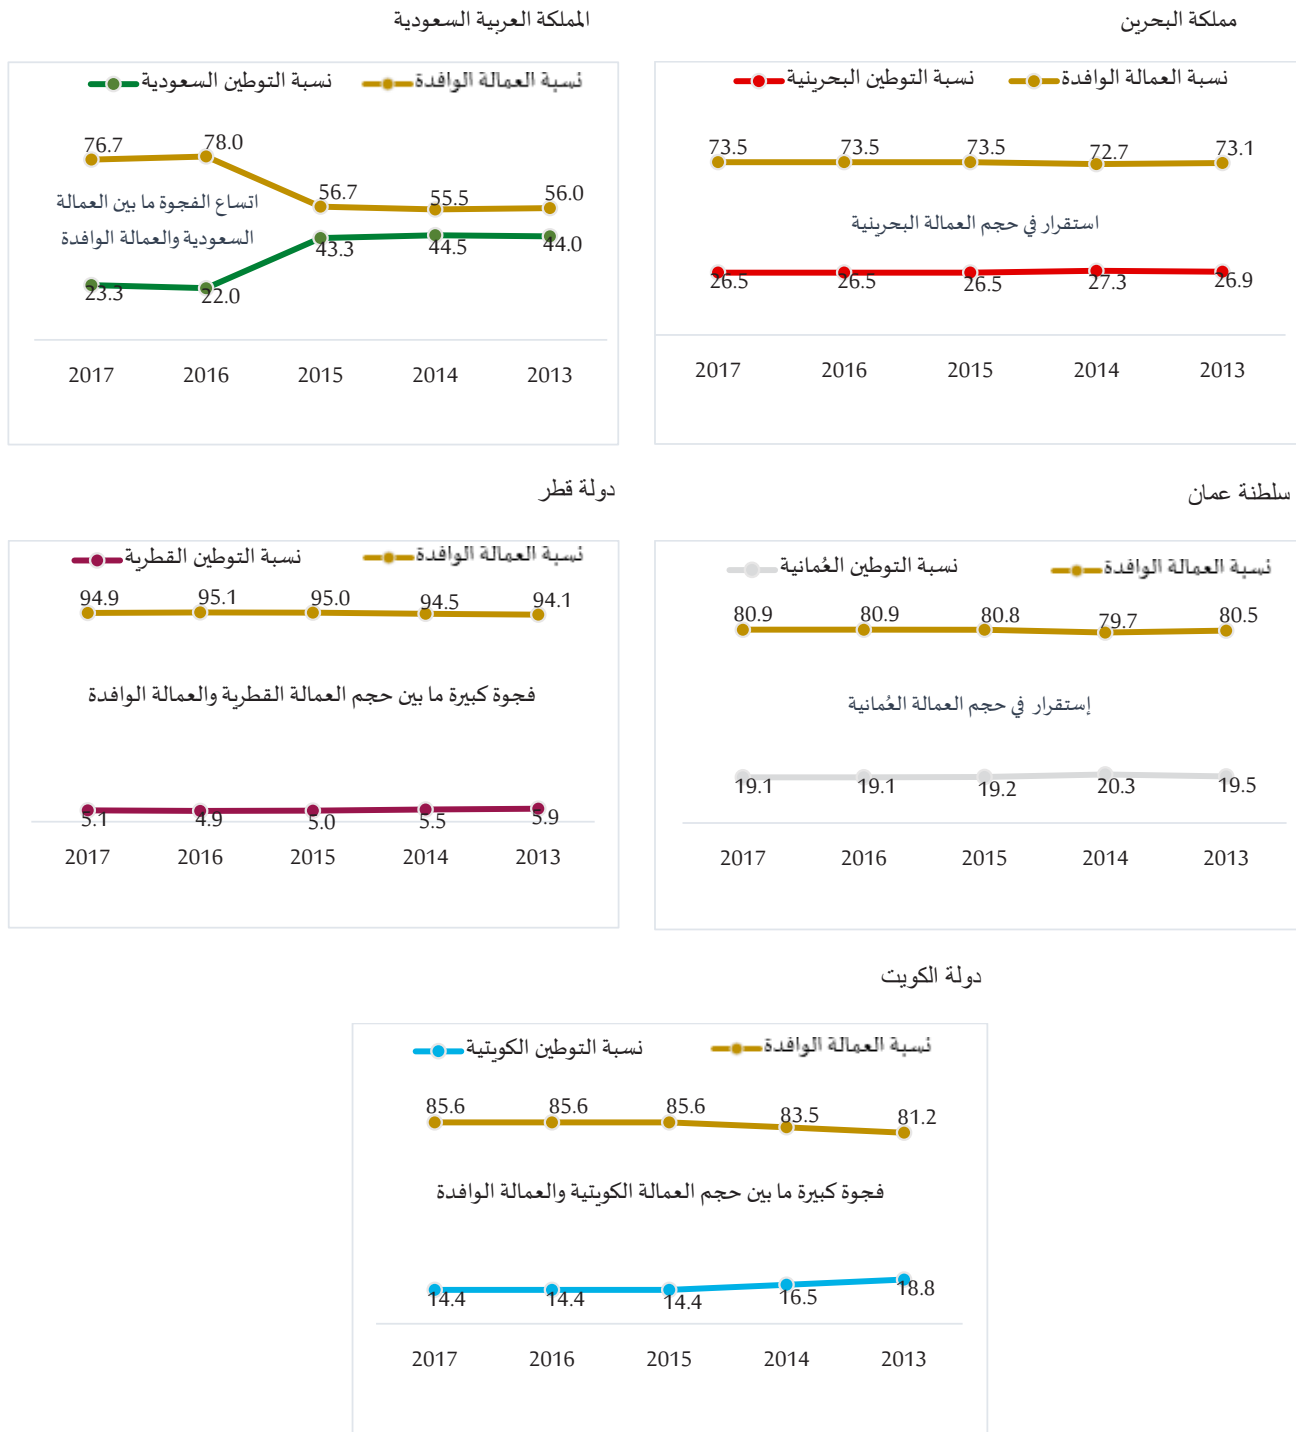 مملكة البحرين
نسبة العمالة الوافدة نسبة التوطين البحرينية
73.1 72.7 73.5 73.5 73.5
استقرار في حجم العمالة البحرينية
26.9 27.3 26.5 26.5 26.5
2013 2014 2015 2016 2017
المملكة العربية السعودية
نسبة العمالة الوافدة نسبة التوطين السعودية
56.0 55.5 56.7 78.0 76.7
اتساع الفجوة ما بين العمالة
السعودية والعمالة الوافدة
44.0 44.5 43.3 22.0 23.3
2013 2014 2015 2016 2017
سلطنة عمان
نسبة العمالة الوافدة نسبة التوطين العُمانية
80.5 79.7 80.8 80.9 80.9
إستقرار في حجم العمالة العُمانية
19.5 20.3 19.2 19.1 19.1
2013 2014 2015 2016 2017
دولة قطر
نسبة العمالة الوافدة نسبة التوطين القطرية
94.1 94.5 95.0 95.1 94.9
فجوة كبيرة ما بين حجم العمالة القطرية والعمالة الوافدة
5.9 5.5 5.0 4.9 5.1
2013 2014 2015 2016 2017
دولة الكويت
نسبة العمالة الوافدة نسبة التوطين الكويتية
81.2 83.5 85.6 85.6 85.6
فجوة كبيرة ما بين حجم العمالة الكويتية والعمالة الوافدة
18.8 16.5 14.4 14.4 14.4
2013 2014 2015 2016 2017